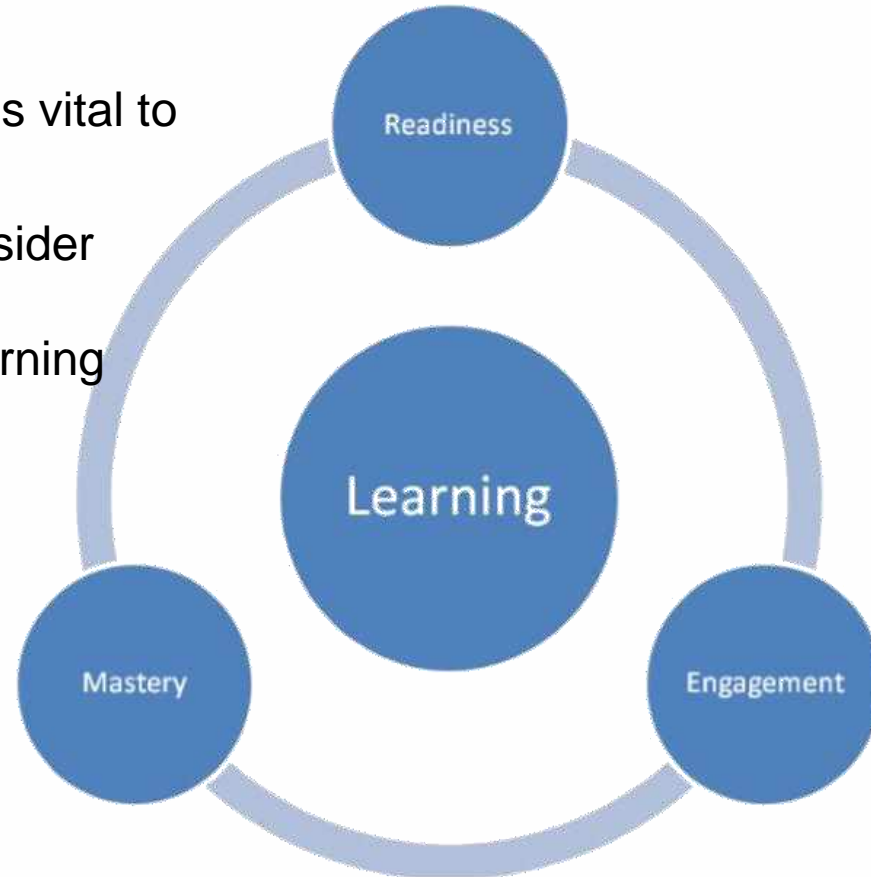 s vital to
sider
rning
Readiness
Learning
Mastery
Engagement